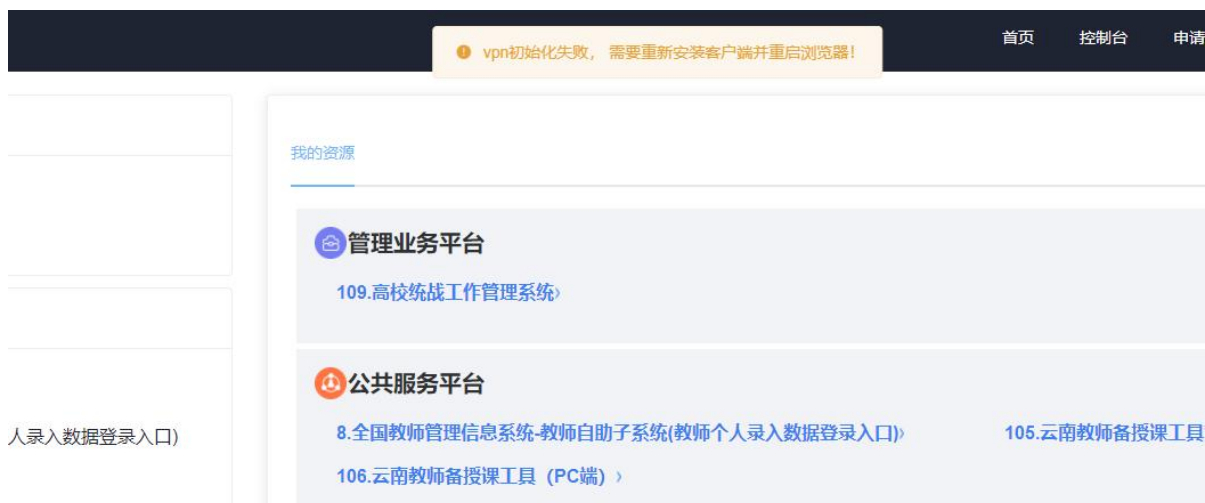 vpn初始化失败， 需要重新安装客户端并重启浏览器！
首页 控制台 申请
我的资源
管理业务平台
109.高校统战工作管理系统›
公共服务平台
人录入数据登录入口)
8.全国教师管理信息系统-教师自助子系统(教师个人录入数据登录入口)› 105.云南教师备授课工具
106.云南教师备授课工具（PC端）›